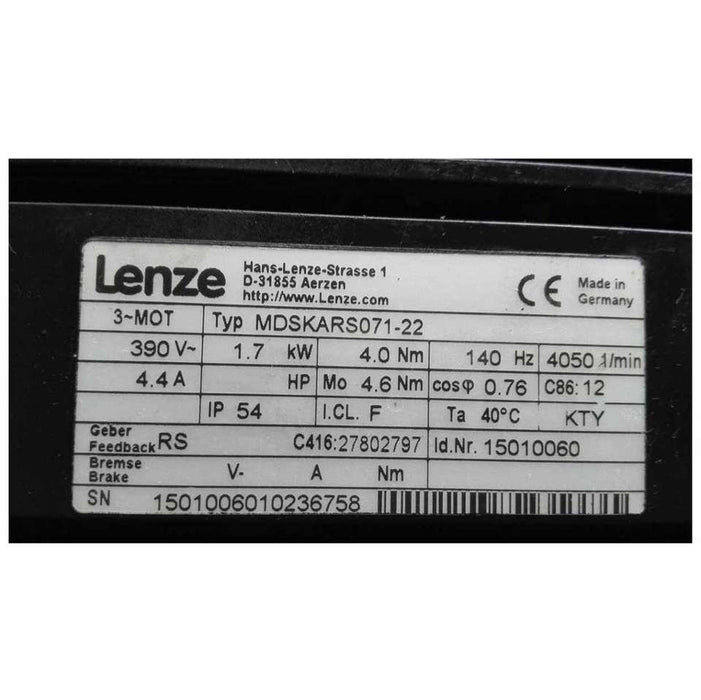 Lenze
Hans-Lenze-Strasse 1
D-31855 Aerzen
http://www.Lenze.com
CE
Made in
Germany
3~MOT Typ MDSKARS071-22
390 V~ 1.7 kW 4.0 Nm 140 Hz 4050 1/min
4.4 A HP Mo 4.6 Nm cosφ 0.76 C86: 12
IP 54 I.CL. F Ta 40°C KTY
Geber
Feedback RS C416:27802797 Id.Nr. 15010060
Bremse
Brake V- A Nm
SN 1501006010236758